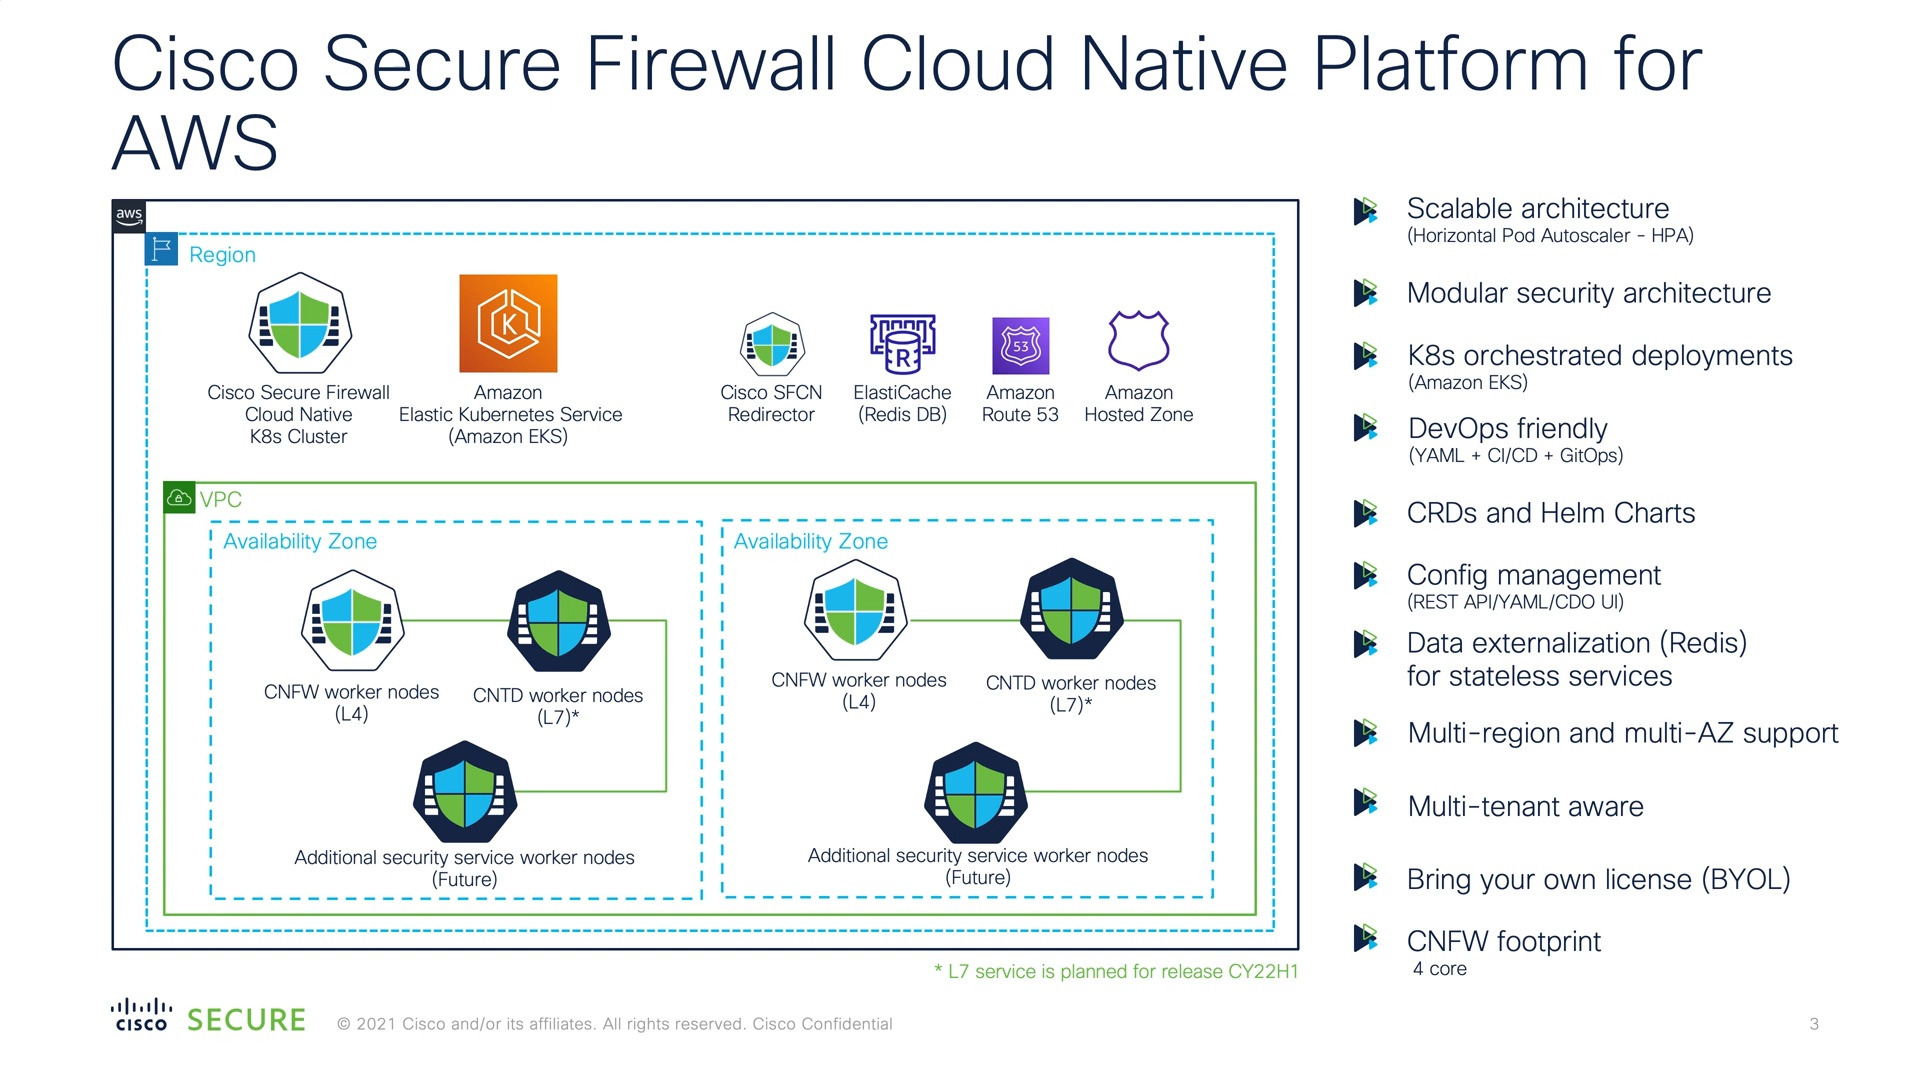 Cisco Secure Firewall Cloud Native Platform for
AWS
aws
Region
Cisco Secure Firewall
Cloud Native
K8s Cluster
K
Amazon
Elastic Kubernetes Service
(Amazon EKS)
Cisco SFCN
Redirector
R
ElastiCache
(Redis DB)
53
Amazon
Route 53
Amazon
Hosted Zone
VPC
Availability Zone
CNFW worker nodes
(L4)
CNTD worker nodes
(L7)*
Additional security service worker nodes
(Future)
Availability Zone
CNFW worker nodes
(L4)
CNTD worker nodes
(L7)*
Additional security service worker nodes
(Future)
* L7 service is planned for release CY22H1
Scalable architecture
(Horizontal Pod Autoscaler - HPA)
Modular security architecture
K8s orchestrated deployments
(Amazon EKS)
DevOps friendly
(YAML + CI/CD + GitOps)
CRDs and Helm Charts
Config management
(REST API/YAML/CDO UI)
Data externalization (Redis)
for stateless services
Multi-region and multi-AZ support
Multi-tenant aware
Bring your own license (BYOL)
CNFW footprint
4 core
CISCO SECURE
© 2021 Cisco and/or its affiliates. All rights reserved. Cisco Confidential
3